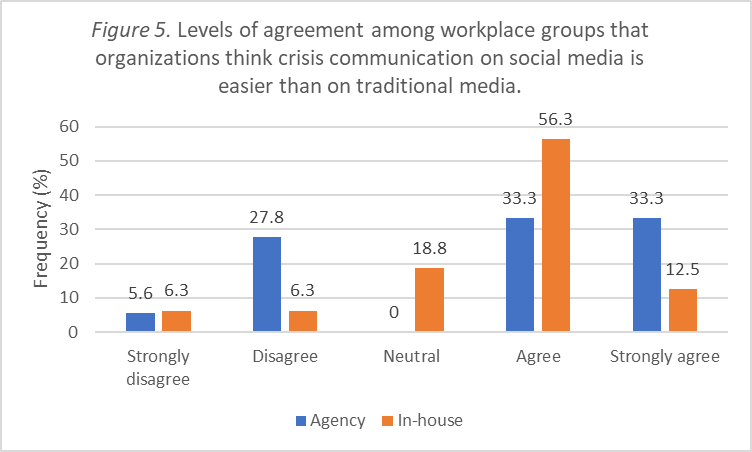 Figure 5. Levels of agreement among workplace groups that
organizations think crisis communication on social media is
easier than on traditional media.
Frequency (%)
60
50
40
30
20
10
0
5.6
6.3
27.8
6.3
0
18.8
33.3
56.3
33.3
12.5
Strongly
disagree
Disagree
Neutral
Agree
Strongly agree
Agency
In-house